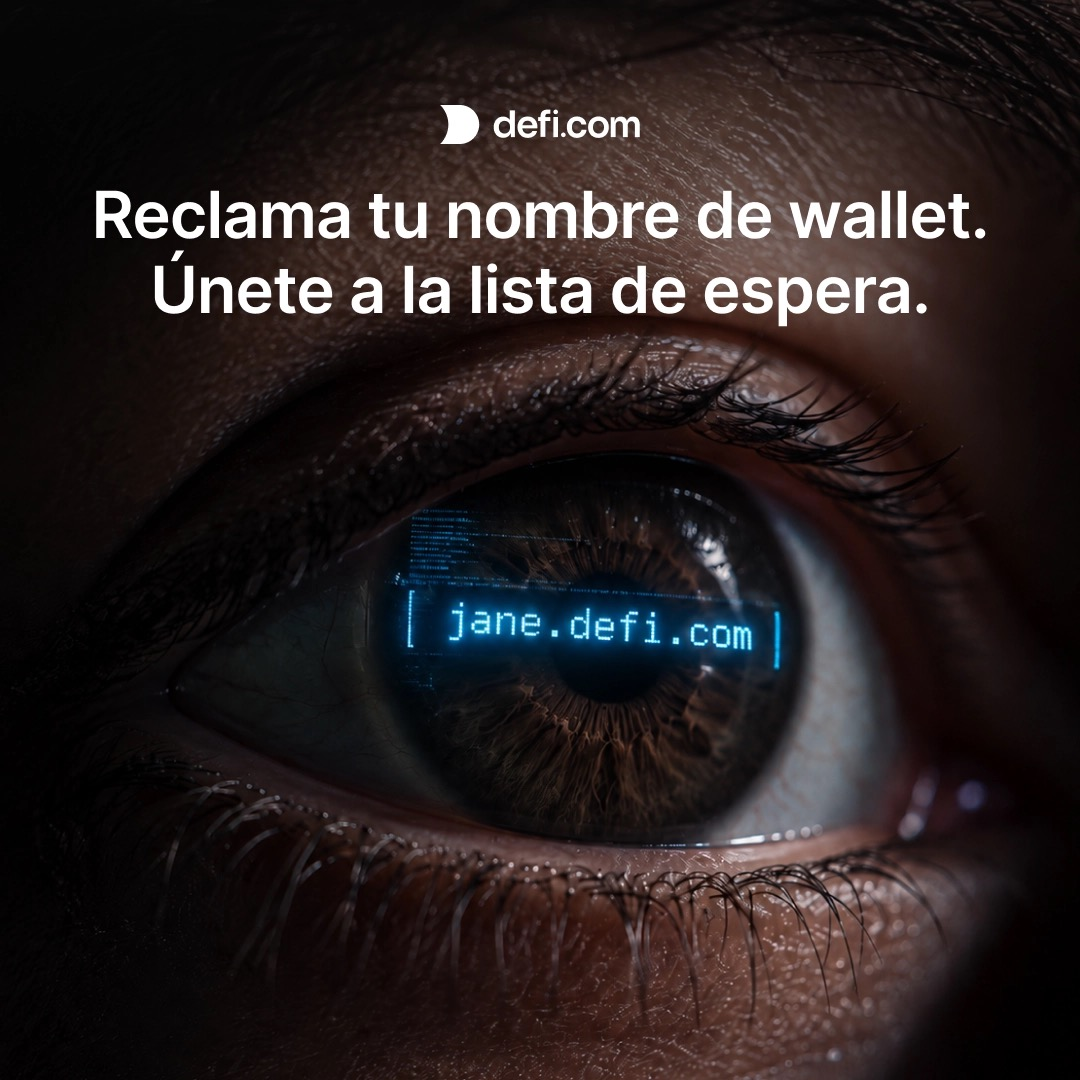 defi.com
Reclama tu nombre de wallet.
Únete a la lista de espera.
[ jane.defi.com ]